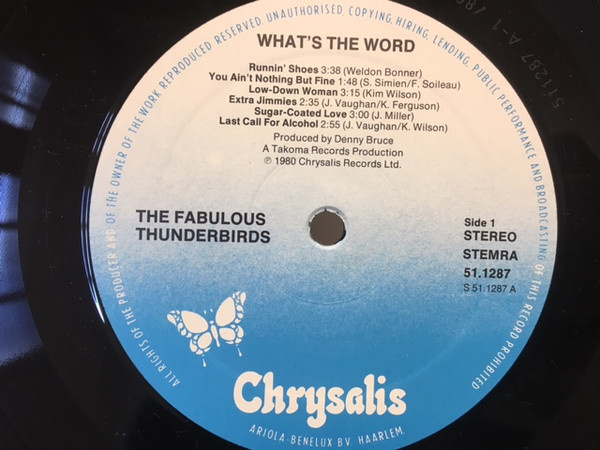 ALL RIGHTS OF THE PRODUCER AND OF THE OWNER OF THE WORK REPRODUCED RESERVED. UNAUTHORISED COPYING, HIRING, LENDING, PUBLIC PERFORMANCE AND BROADCASTING OF THIS RECORD PROHIBITED
WHAT'S THE WORD
Runnin' Shoes 3:38 (Weldon Bonner)
You Ain't Nothing But Fine 1:48 (S. Simien/F. Soileau)
Low-Down Woman 3:15 (Kim Wilson)
Extra Jimmies 2:35 (J. Vaughan/K. Ferguson)
Sugar-Coated Love 3:00 (J. Miller)
Last Call For Alcohol 2:55 (J. Vaughan/K. Wilson)
Produced by Denny Bruce
A Takoma Records Production
℗ 1980 Chrysalis Records Ltd.
THE FABULOUS
THUNDERBIRDS
Side 1
STEREO
STEMRA
51.1287
S 51.1287 A
Chrysalis
ARIOLA-BENELUX B.V. HAARLEM.
511287 A-1